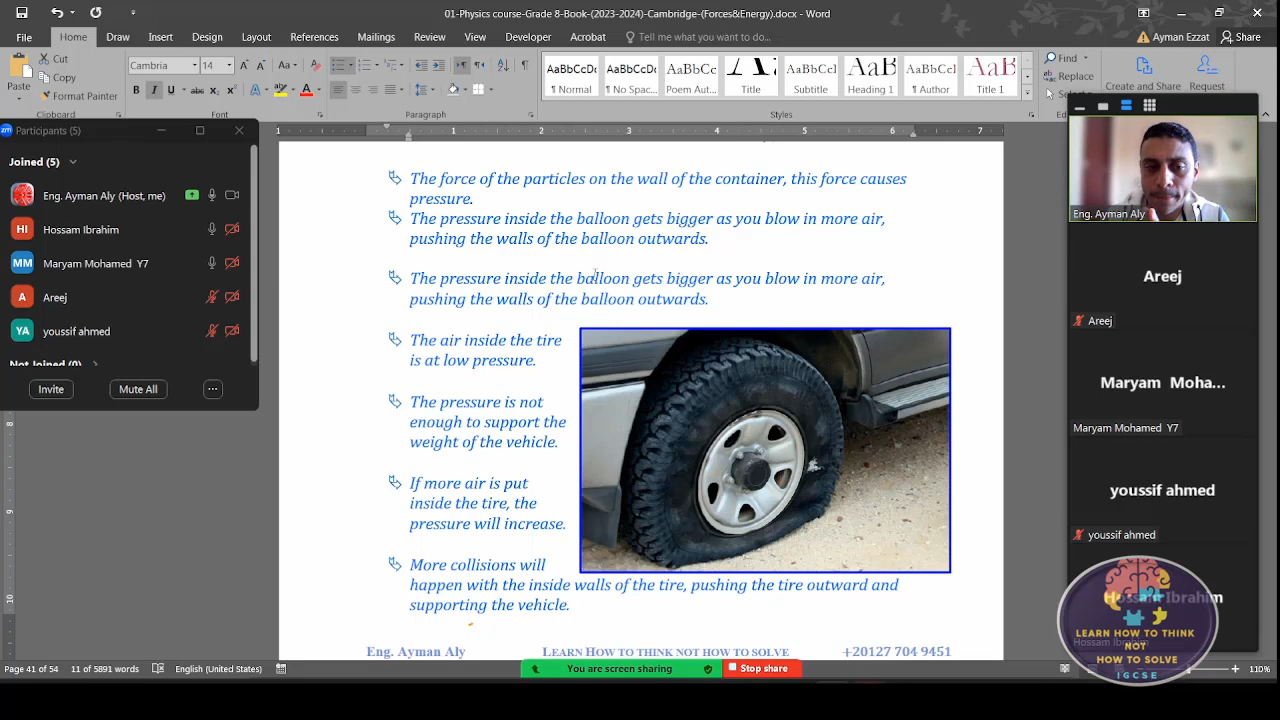 01-Physics course-Grade 8-Book-(2023-2024)-Cambridge-(Forces&Energy).docx - Word
Ayman Ezzat
Share
File Home Draw Insert Design Layout References Mailings Review View Developer Help Acrobat Tell me what you want to do
Paste
Cut
Copy
Format Painter
Clipboard
Cambria 14
Font
Paragraph
AaBbCcDc AaBbCcDc AaBbCc AaBbCcl AaB AaBbCcl AaB
¶ Normal ¶ No Spac... Poem Aut... Title Subtitle Heading 1 ¶ Author Title 1
Styles
Find
Replace
Create and Share
Request
Participants (5)
Joined (5)
Eng. Ayman Aly (Host, me)
HI Hossam Ibrahim
MM Maryam Mohamed Y7
A Areej
YA youssif ahmed
Not Joined (0)
Invite Mute All ...
The force of the particles on the wall of the container, this force causes
pressure.
The pressure inside the balloon gets bigger as you blow in more air,
pushing the walls of the balloon outwards.
The pressure inside the balloon gets bigger as you blow in more air,
pushing the walls of the balloon outwards.
The air inside the tire
is at low pressure.
The pressure is not
enough to support the
weight of the vehicle.
If more air is put
inside the tire, the
pressure will increase.
More collisions will
happen with the inside walls of the tire, pushing the tire outward and
supporting the vehicle.
Eng. Ayman Aly LEARN HOW TO THINK NOT HOW TO SOLVE +20127 704 9451
Eng. Ayman Aly
Areej
Areej
Maryam Moha...
Maryam Mohamed Y7
youssif ahmed
youssif ahmed
Hossam Ibrahim
Hossam Ibrahim
LEARN HOW TO THINK
NOT
HOW TO SOLVE
IGCSE
Page 41 of 54 11 of 5891 words English (United States)
You are screen sharing Stop share
110%